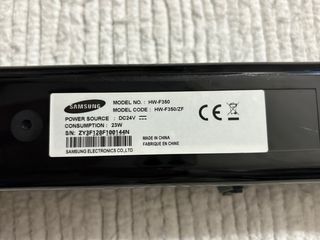 SAMSUNG
MODEL NO. : HW-F350
MODEL CODE : HW-F350/ZF
POWER SOURCE : DC24V
CONSUMPTION : 23W
S/N: ZY3F12BF100144N
MADE IN CHINA
FABRIQUE EN CHINE
SAMSUNG ELECTRONICS CO.,LTD
CE